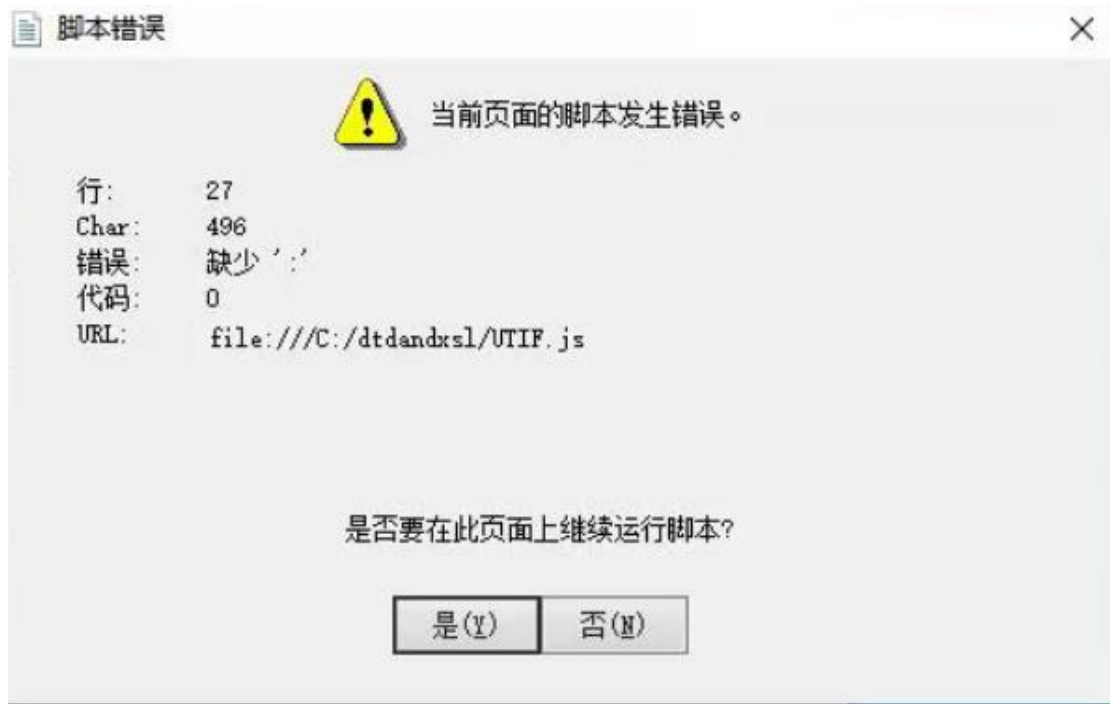 脚本错误
当前页面的脚本发生错误。
行: 27
Char: 496
错误: 缺少 ':'
代码: 0
URL: file:///C:/dtdandxsl/UTIF.js
是否要在此页面上继续运行脚本?
是(Y) 否(N)